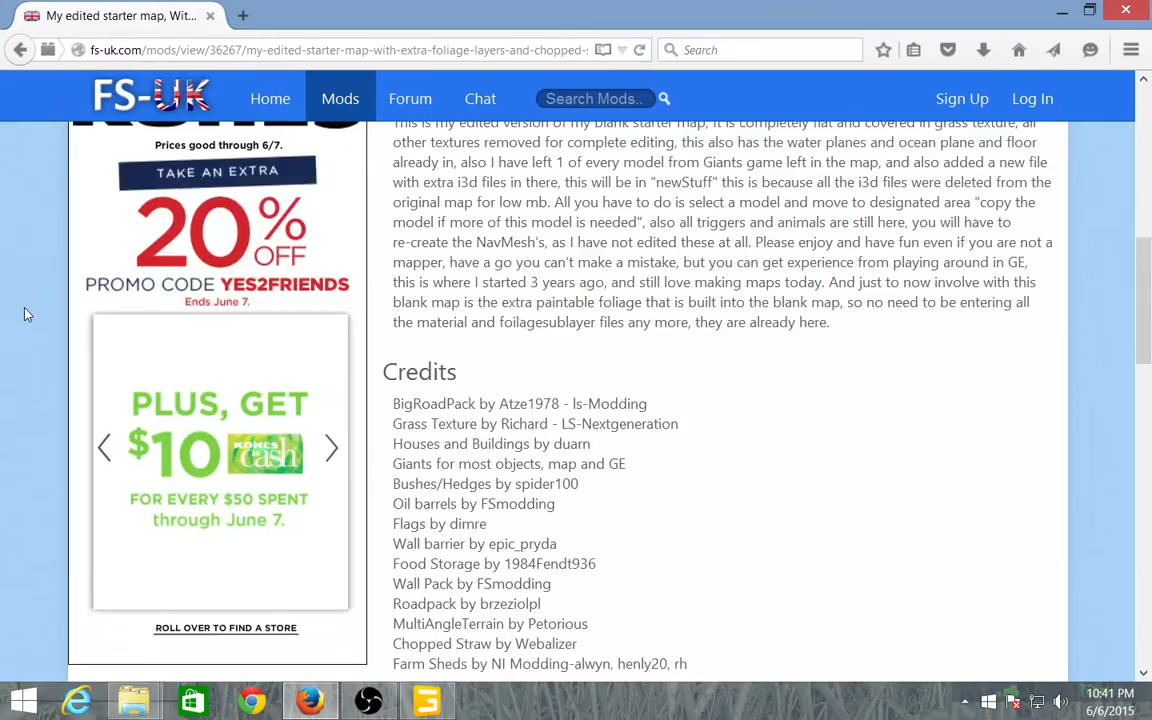 My edited starter map, Wit...
fs-uk.com/mods/view/36267/my-edited-starter-map-with-extra-foliage-layers-and-chopped-s
Search
FS-UK
Home
Mods
Forum
Chat
Search Mods..
Sign Up
Log In
KOHL'S
Prices good through 6/7.
TAKE AN EXTRA
20% OFF
PROMO CODE YES2FRIENDS
Ends June 7.
PLUS, GET
$10 KOHL'S cash
FOR EVERY $50 SPENT
through June 7.
ROLL OVER TO FIND A STORE
This is my edited version of my blank starter map, it is completely flat and covered in grass texture, all
other textures removed for complete editing, this also has the water planes and ocean plane and floor
already in, also I have left 1 of every model from Giants game left in the map, and also added a new file
with extra i3d files in there, this will be in "newStuff" this is because all the i3d files were deleted from the
original map for low mb. All you have to do is select a model and move to designated area "copy the
model if more of this model is needed", also all triggers and animals are still here, you will have to
re-create the NavMesh's, as I have not edited these at all. Please enjoy and have fun even if you are not a
mapper, have a go you can't make a mistake, but you can get experience from playing around in GE,
this is where I started 3 years ago, and still love making maps today. And just to now involve with this
blank map is the extra paintable foliage that is built into the blank map, so no need to be entering all
the material and foilagesublayer files any more, they are already here.
Credits
BigRoadPack by Atze1978 - ls-Modding
Grass Texture by Richard - LS-Nextgeneration
Houses and Buildings by duarn
Giants for most objects, map and GE
Bushes/Hedges by spider100
Oil barrels by FSmodding
Flags by dimre
Wall barrier by epic_pryda
Food Storage by 1984Fendt936
Wall Pack by FSmodding
Roadpack by brzeziolpl
MultiAngleTerrain by Petorious
Chopped Straw by Webalizer
Farm Sheds by NI Modding-alwyn, henly20, rh
10:41 PM
6/6/2015